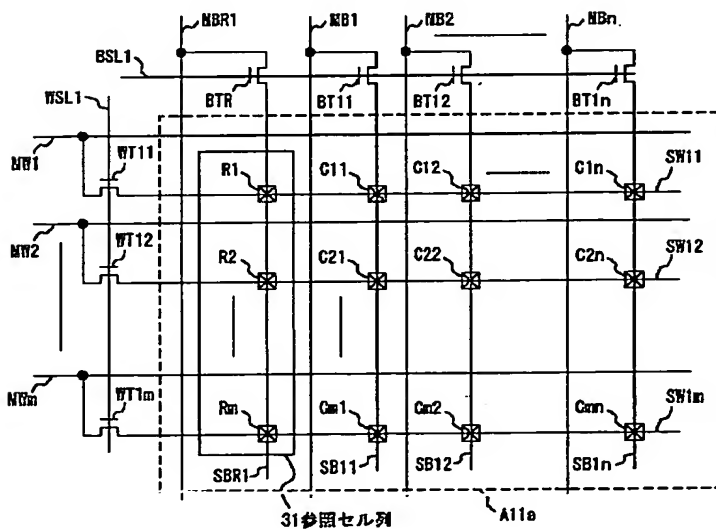 MBR1 MB1 MB2 MBn
BSL1
BTR BT11 BT12 BT1n
WSL1
MW1 WT11 R1 C11 C12 C1n SW11
MW2 WT12 R2 C21 C22 C2n SW12
MWm WT1m Rm Cm1 Cm2 Cmn SW1m
SBR1 SB11 SB12 SB1n
31参照セル列 A11a